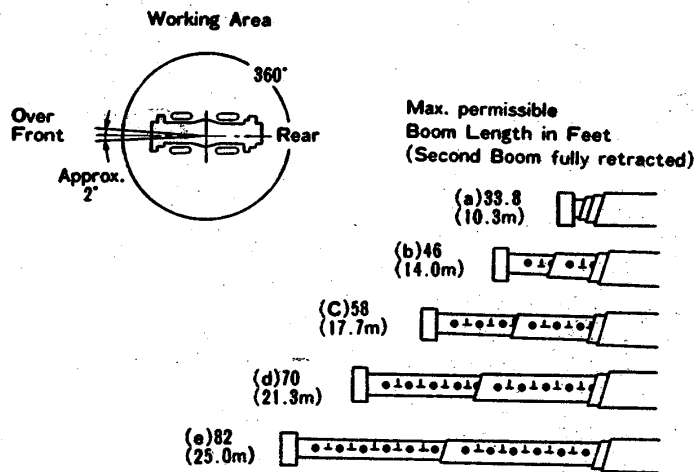 Working Area
360°
Over
Front
Rear
Approx.
2°
Max. permissible
Boom Length in Feet
(Second Boom fully retracted)
(a)33.8
(10.3m)
(b)46
(14.0m)
(C)58
(17.7m)
(d)70
(21.3m)
(e)82
(25.0m)